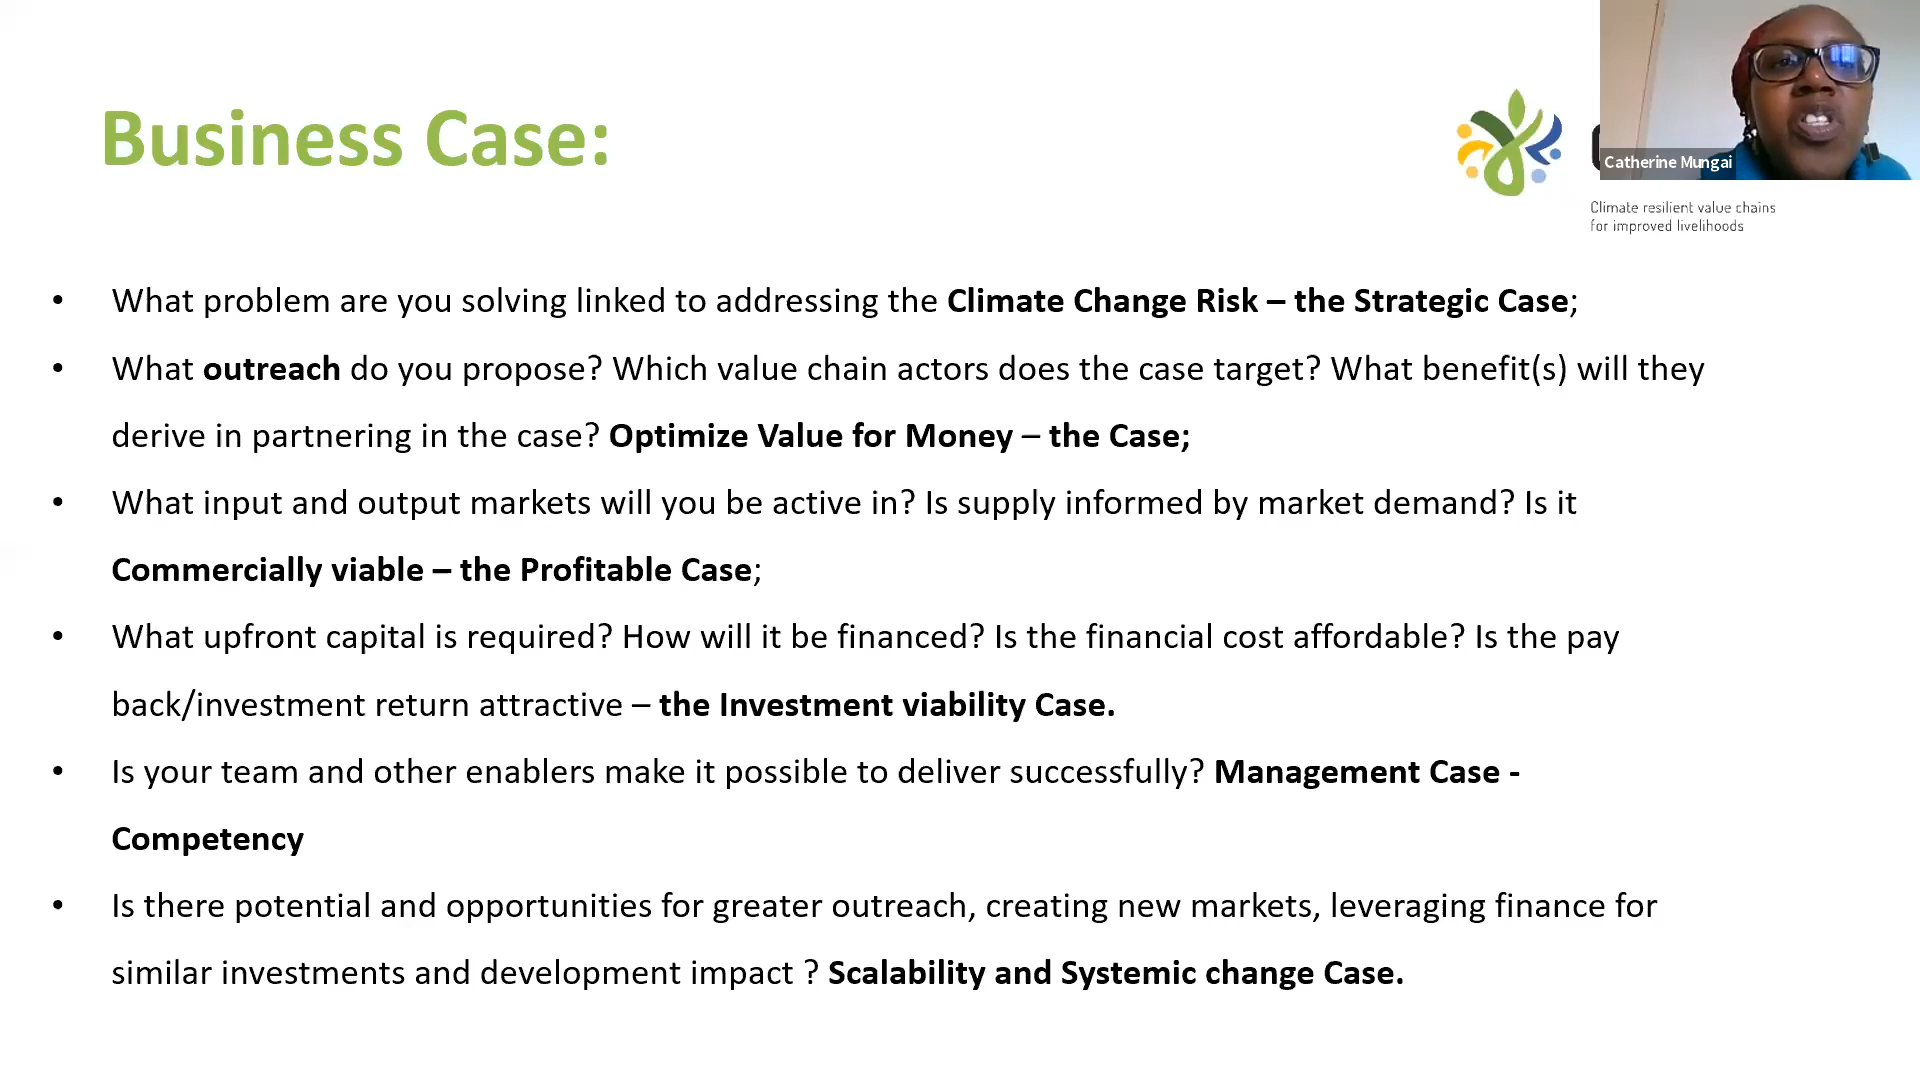 Business Case:
Catherine Mungai
Climate resilient value chains
for improved livelihoods
• What problem are you solving linked to addressing the Climate Change Risk – the Strategic Case;
• What outreach do you propose? Which value chain actors does the case target? What benefit(s) will they
derive in partnering in the case? Optimize Value for Money – the Case;
• What input and output markets will you be active in? Is supply informed by market demand? Is it
Commercially viable – the Profitable Case;
• What upfront capital is required? How will it be financed? Is the financial cost affordable? Is the pay
back/investment return attractive – the Investment viability Case.
• Is your team and other enablers make it possible to deliver successfully? Management Case -
Competency
• Is there potential and opportunities for greater outreach, creating new markets, leveraging finance for
similar investments and development impact ? Scalability and Systemic change Case.